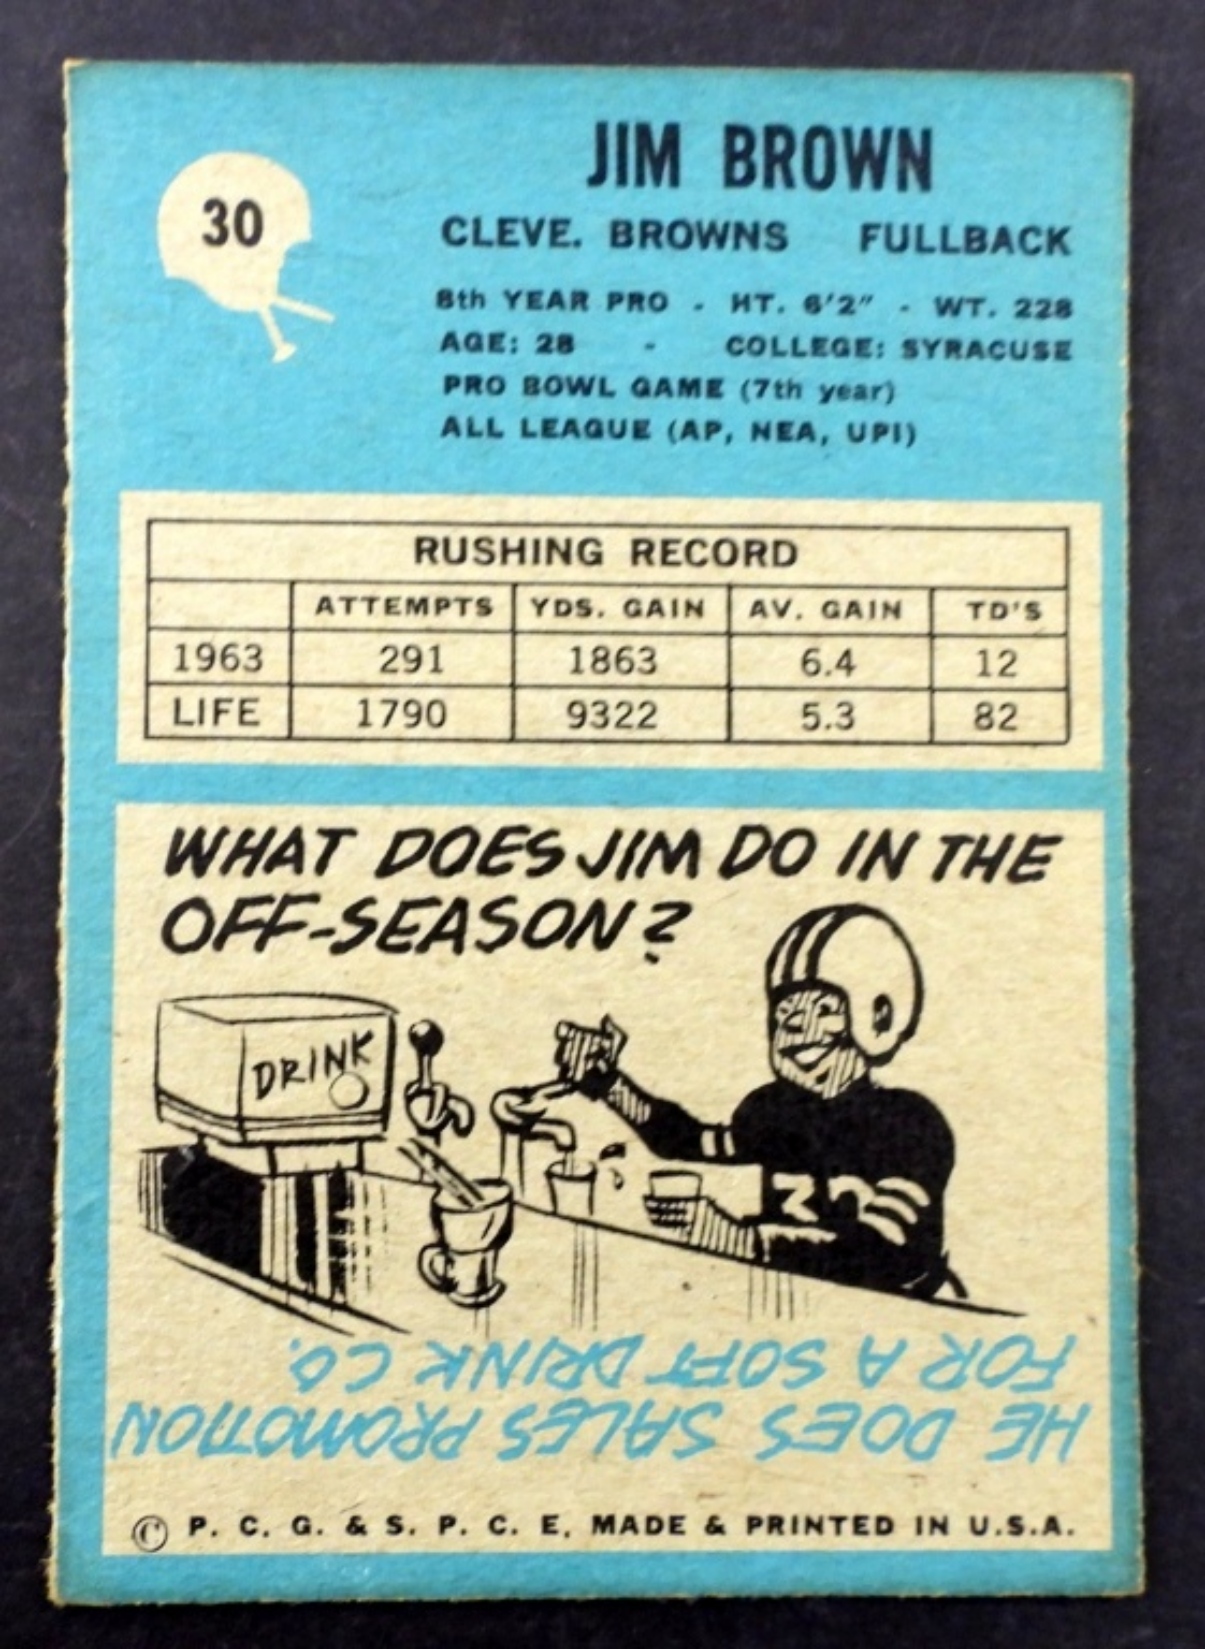 30
JIM BROWN
CLEVE. BROWNS FULLBACK
8th YEAR PRO - HT. 6'2" - WT. 228
AGE: 28 - COLLEGE: SYRACUSE
PRO BOWL GAME (7th year)
ALL LEAGUE (AP, NEA, UPI)
RUSHING RECORD
ATTEMPTS YDS. GAIN AV. GAIN TD'S
1963 291 1863 6.4 12
LIFE 1790 9322 5.3 82
WHAT DOES JIM DO IN THE
OFF-SEASON?
DRINK
HE DOES SALES PROMOTION
FOR A SOFT DRINK CO.
© P. C. G. & S. P. C. E. MADE & PRINTED IN U.S.A.